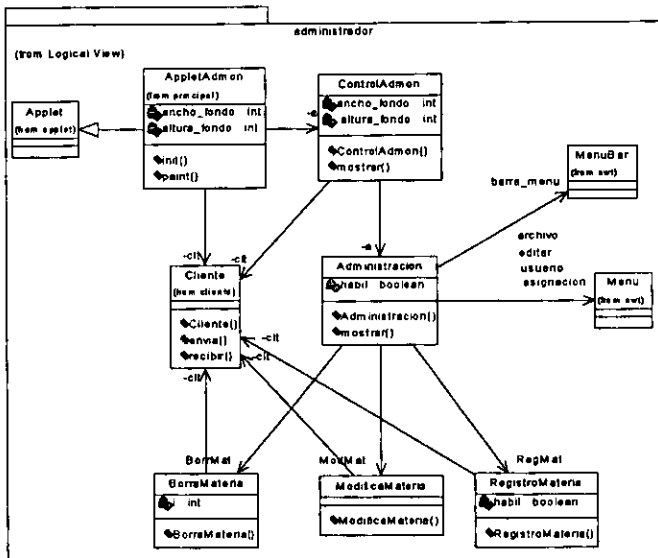 administrador
(from Logical View)
AppletAdmon
(from principal)
ancho_fondo int
altura_fondo int
init()
paint()
ControlAdmon
ancho_fondo int
altura_fondo int
ControlAdmon()
mostrar()
-a
Applet
(from applet)
MenuBar
(from awt)
barra_menu
-clt
-clt
-a
Cliente
(from cliente)
Cliente()
envia()
recibir()
Administracion
habil boolean
Administracion()
mostrar()
archivo
editar
usuario
asignacion
Menu
(from awt)
-clt
-clt
-clt
BorrMat
ModMat
RegMat
BorraMateria
i int
BorraMateria()
ModificaMateria
ModificaMateria()
RegistroMateria
habil boolean
RegistroMateria()